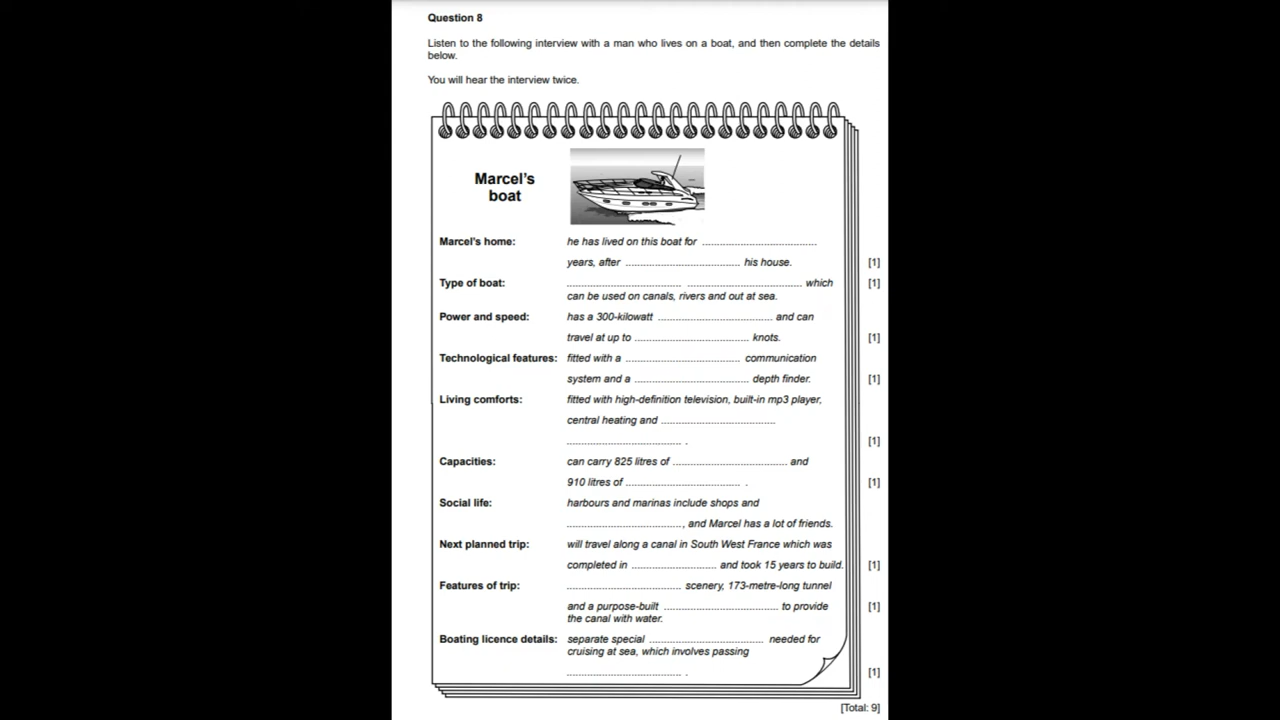 Question 8
Listen to the following interview with a man who lives on a boat, and then complete the details
below.
You will hear the interview twice.
Marcel's
boat
Marcel's home: he has lived on this boat for ........................................
years, after ........................................ his house. [1]
Type of boat: ........................................ ........................................ which [1]
can be used on canals, rivers and out at sea.
Power and speed: has a 300-kilowatt ........................................ and can
travel at up to ........................................ knots. [1]
Technological features: fitted with a ........................................ communication
system and a ........................................ depth finder. [1]
Living comforts: fitted with high-definition television, built-in mp3 player,
central heating and ........................................
........................................ . [1]
Capacities: can carry 825 litres of ........................................ and
910 litres of ........................................ . [1]
Social life: harbours and marinas include shops and
........................................, and Marcel has a lot of friends.
Next planned trip: will travel along a canal in South West France which was
completed in .............................. and took 15 years to build. [1]
Features of trip: ........................................ scenery, 173-metre-long tunnel
and a purpose-built ........................................ to provide [1]
the canal with water.
Boating licence details: separate special ........................................ needed for
cruising at sea, which involves passing
........................................ . [1]
[Total: 9]